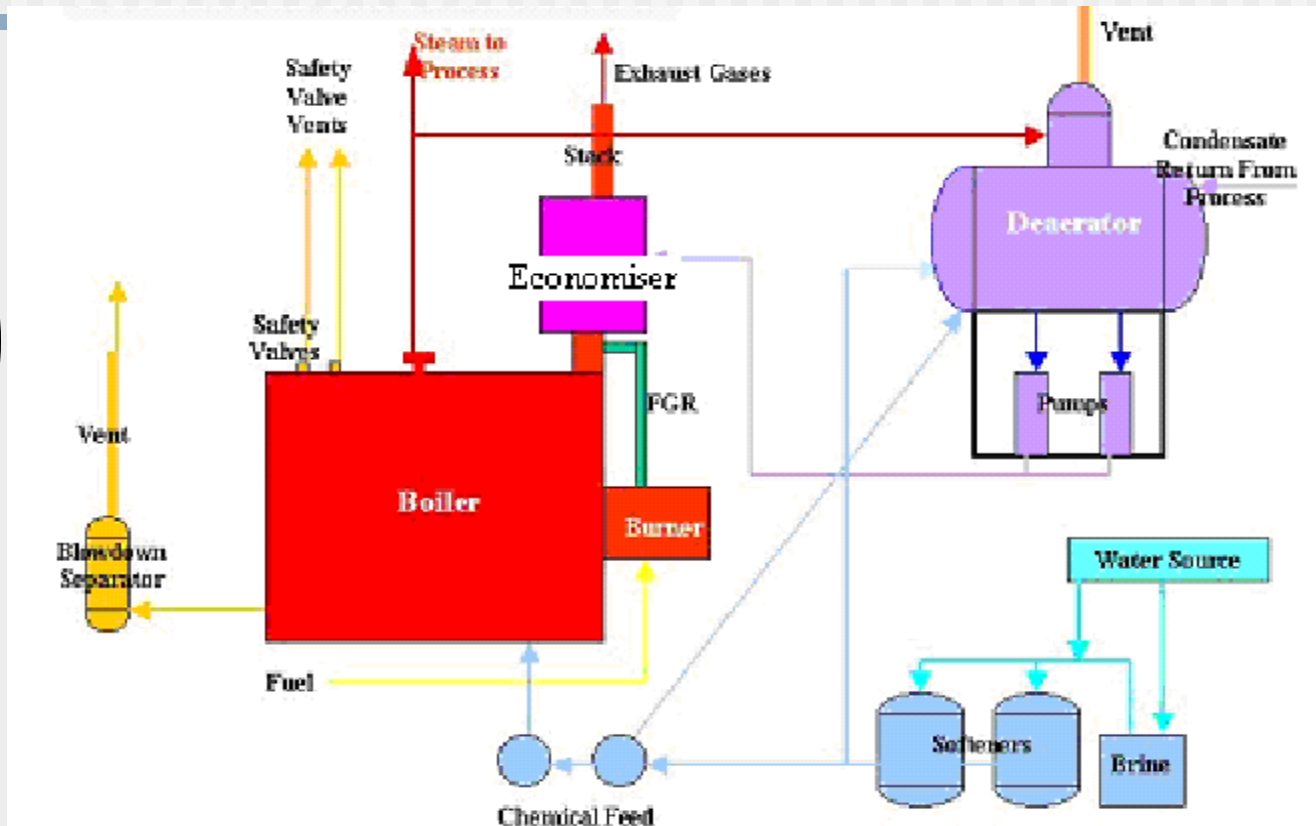 Steam to
Process
Safety
Valve
Vents
Exhaust Gases
Stack
Vent
Condensate
Return From
Process
Deaerator
Economiser
Safety
Valves
FGR
Pumps
Vent
Boiler
Burner
Blowdown
Separator
Water Source
Fuel
Softeners
Brine
Chemical Feed